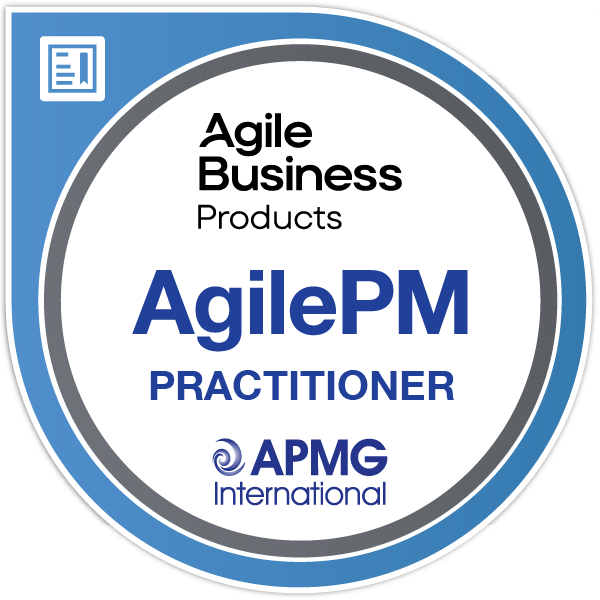 Agile
Business
Products
AgilePM
PRACTITIONER
APMG
International